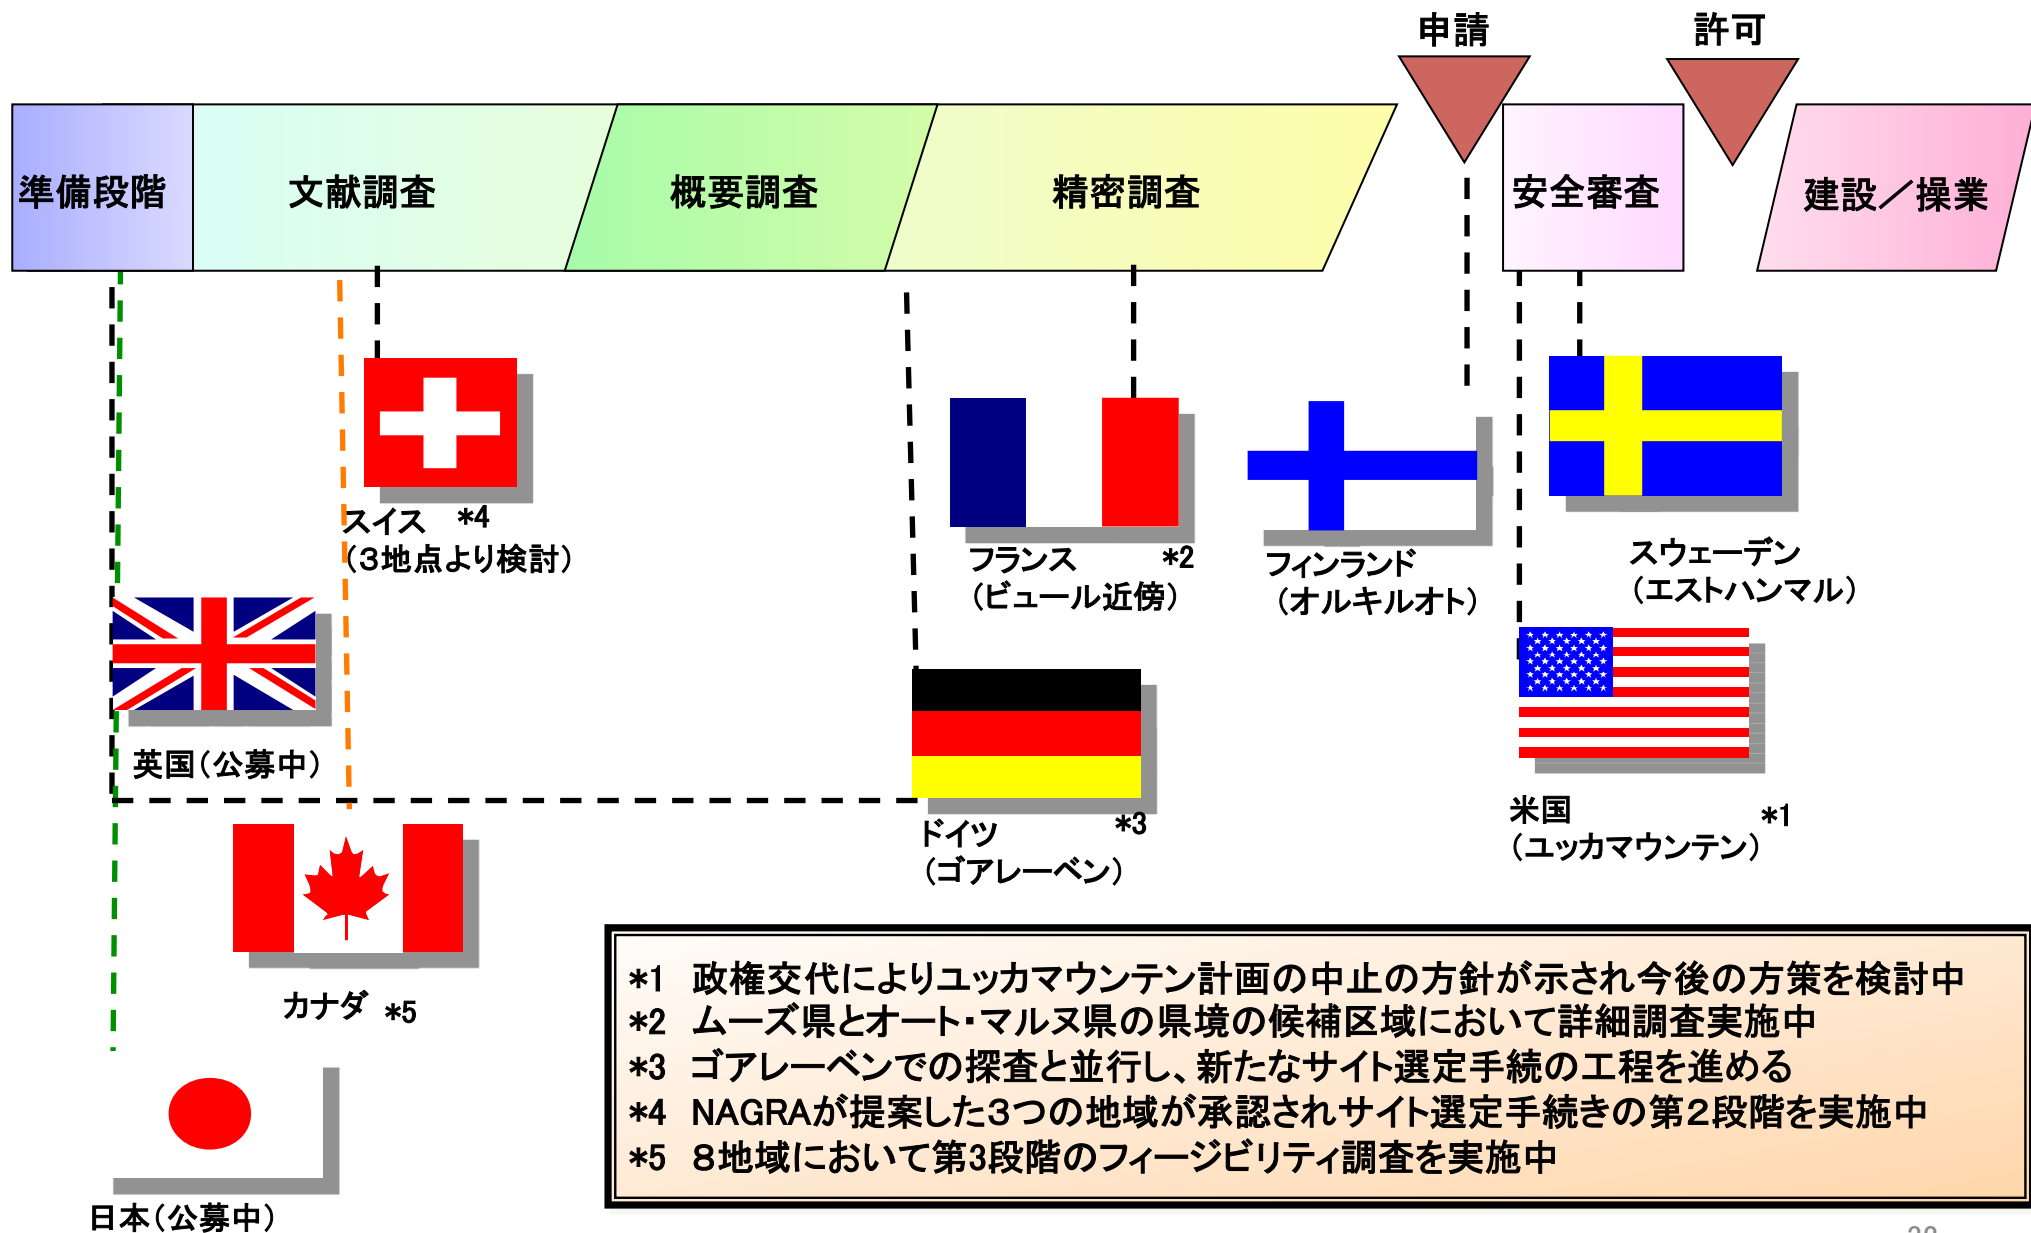 申請
許可
準備段階
文献調査
概要調査
精密調査
安全審査
建設／操業
スイス *4
（3地点より検討）
フランス *2
（ビュール近傍）
フィンランド
（オルキルオト）
スウェーデン
（エストハンマル）
英国（公募中）
ドイツ *3
（ゴアレーベン）
米国 *1
（ユッカマウンテン）
カナダ *5
日本（公募中）
*1 政権交代によりユッカマウンテン計画の中止の方針が示され今後の方策を検討中
*2 ムーズ県とオート・マルヌ県の県境の候補区域において詳細調査実施中
*3 ゴアレーベンでの探査と並行し、新たなサイト選定手続の工程を進める
*4 NAGRAが提案した3つの地域が承認されサイト選定手続きの第2段階を実施中
*5 8地域において第3段階のフィージビリティ調査を実施中